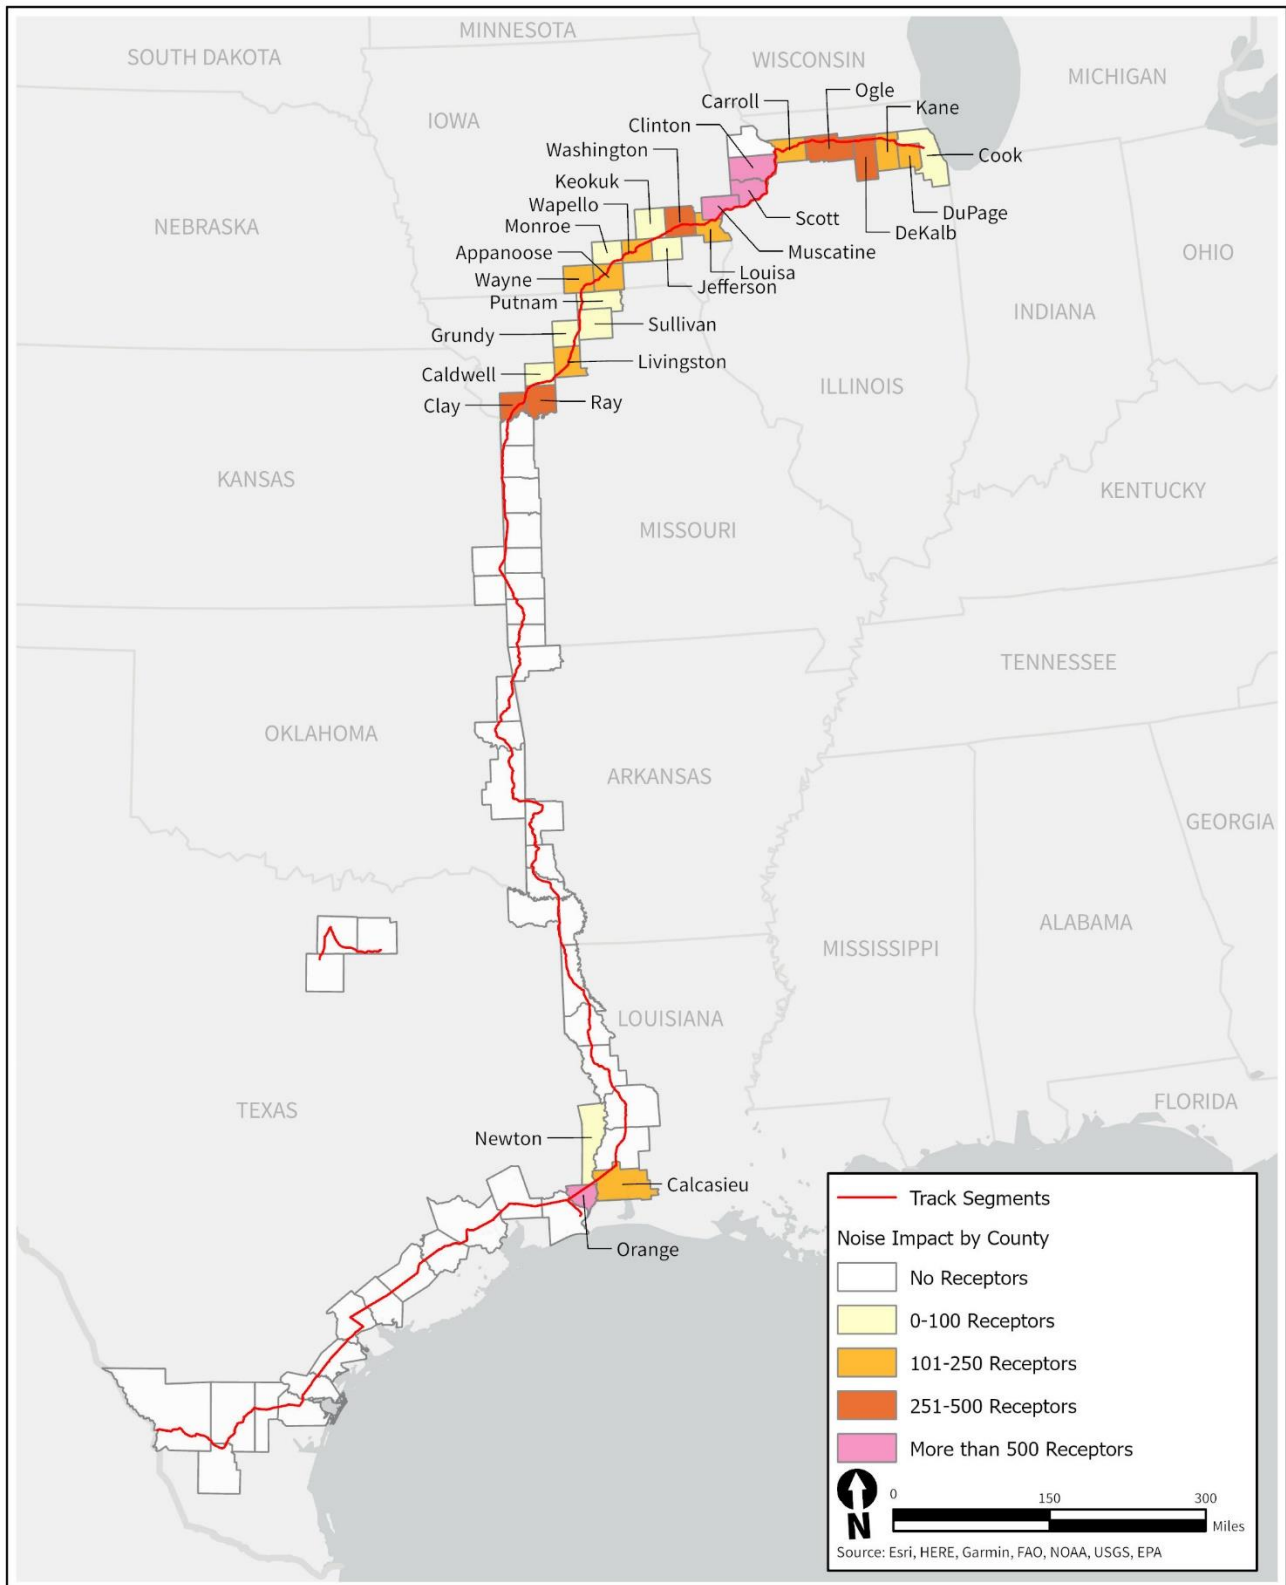 MINNESOTA
SOUTH DAKOTA
WISCONSIN
MICHIGAN
Ogle
Carroll
Kane
IOWA
Clinton
Washington
Cook
Keokuk
Wapello
DuPage
Scott
NEBRASKA
Monroe
DeKalb
Muscatine
Appanoose
OHIO
Louisa
Wayne
Jefferson
Putnam
INDIANA
Sullivan
Grundy
Livingston
Caldwell
ILLINOIS
Clay
Ray
KANSAS
KENTUCKY
MISSOURI
TENNESSEE
OKLAHOMA
ARKANSAS
GEORGIA
ALABAMA
MISSISSIPPI
LOUISIANA
TEXAS
FLORIDA
Newton
Calcasieu
Orange
Track Segments
Noise Impact by County
No Receptors
0-100 Receptors
101-250 Receptors
251-500 Receptors
More than 500 Receptors
N
0 150 300
Miles
Source: Esri, HERE, Garmin, FAO, NOAA, USGS, EPA